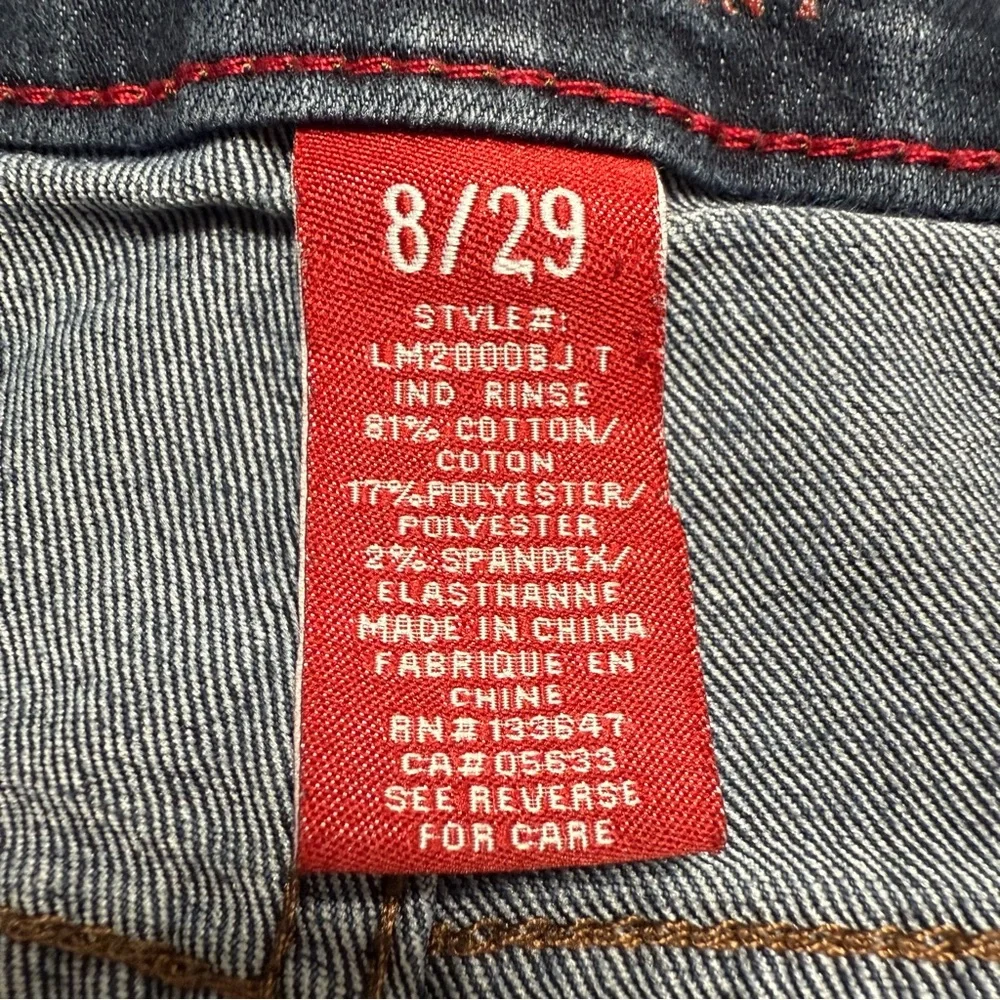 8/29
STYLE#:
LM2000BJ T
IND RINSE
81% COTTON/
COTON
17%POLYESTER/
POLYESTER
2% SPANDEX/
ELASTHANNE
MADE IN CHINA
FABRIQUE EN
CHINE
RN#133647
CA#05633
SEE REVERSE
FOR CARE